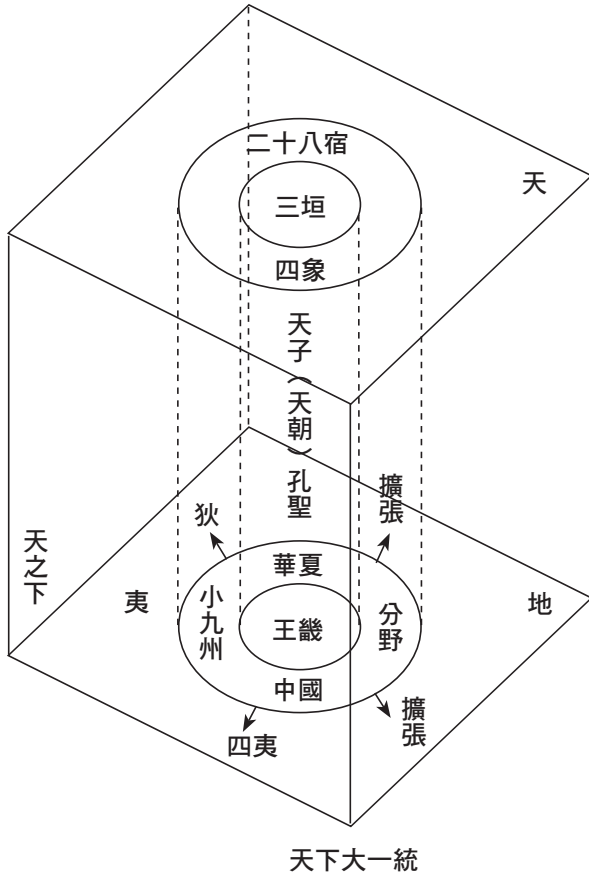 二十八宿
天
三垣
四象
天子︵天朝︶孔聖
擴張
狄
天之下
華夏
夷
小九州
王畿
分野
地
中國
擴張
四夷
天下大一統